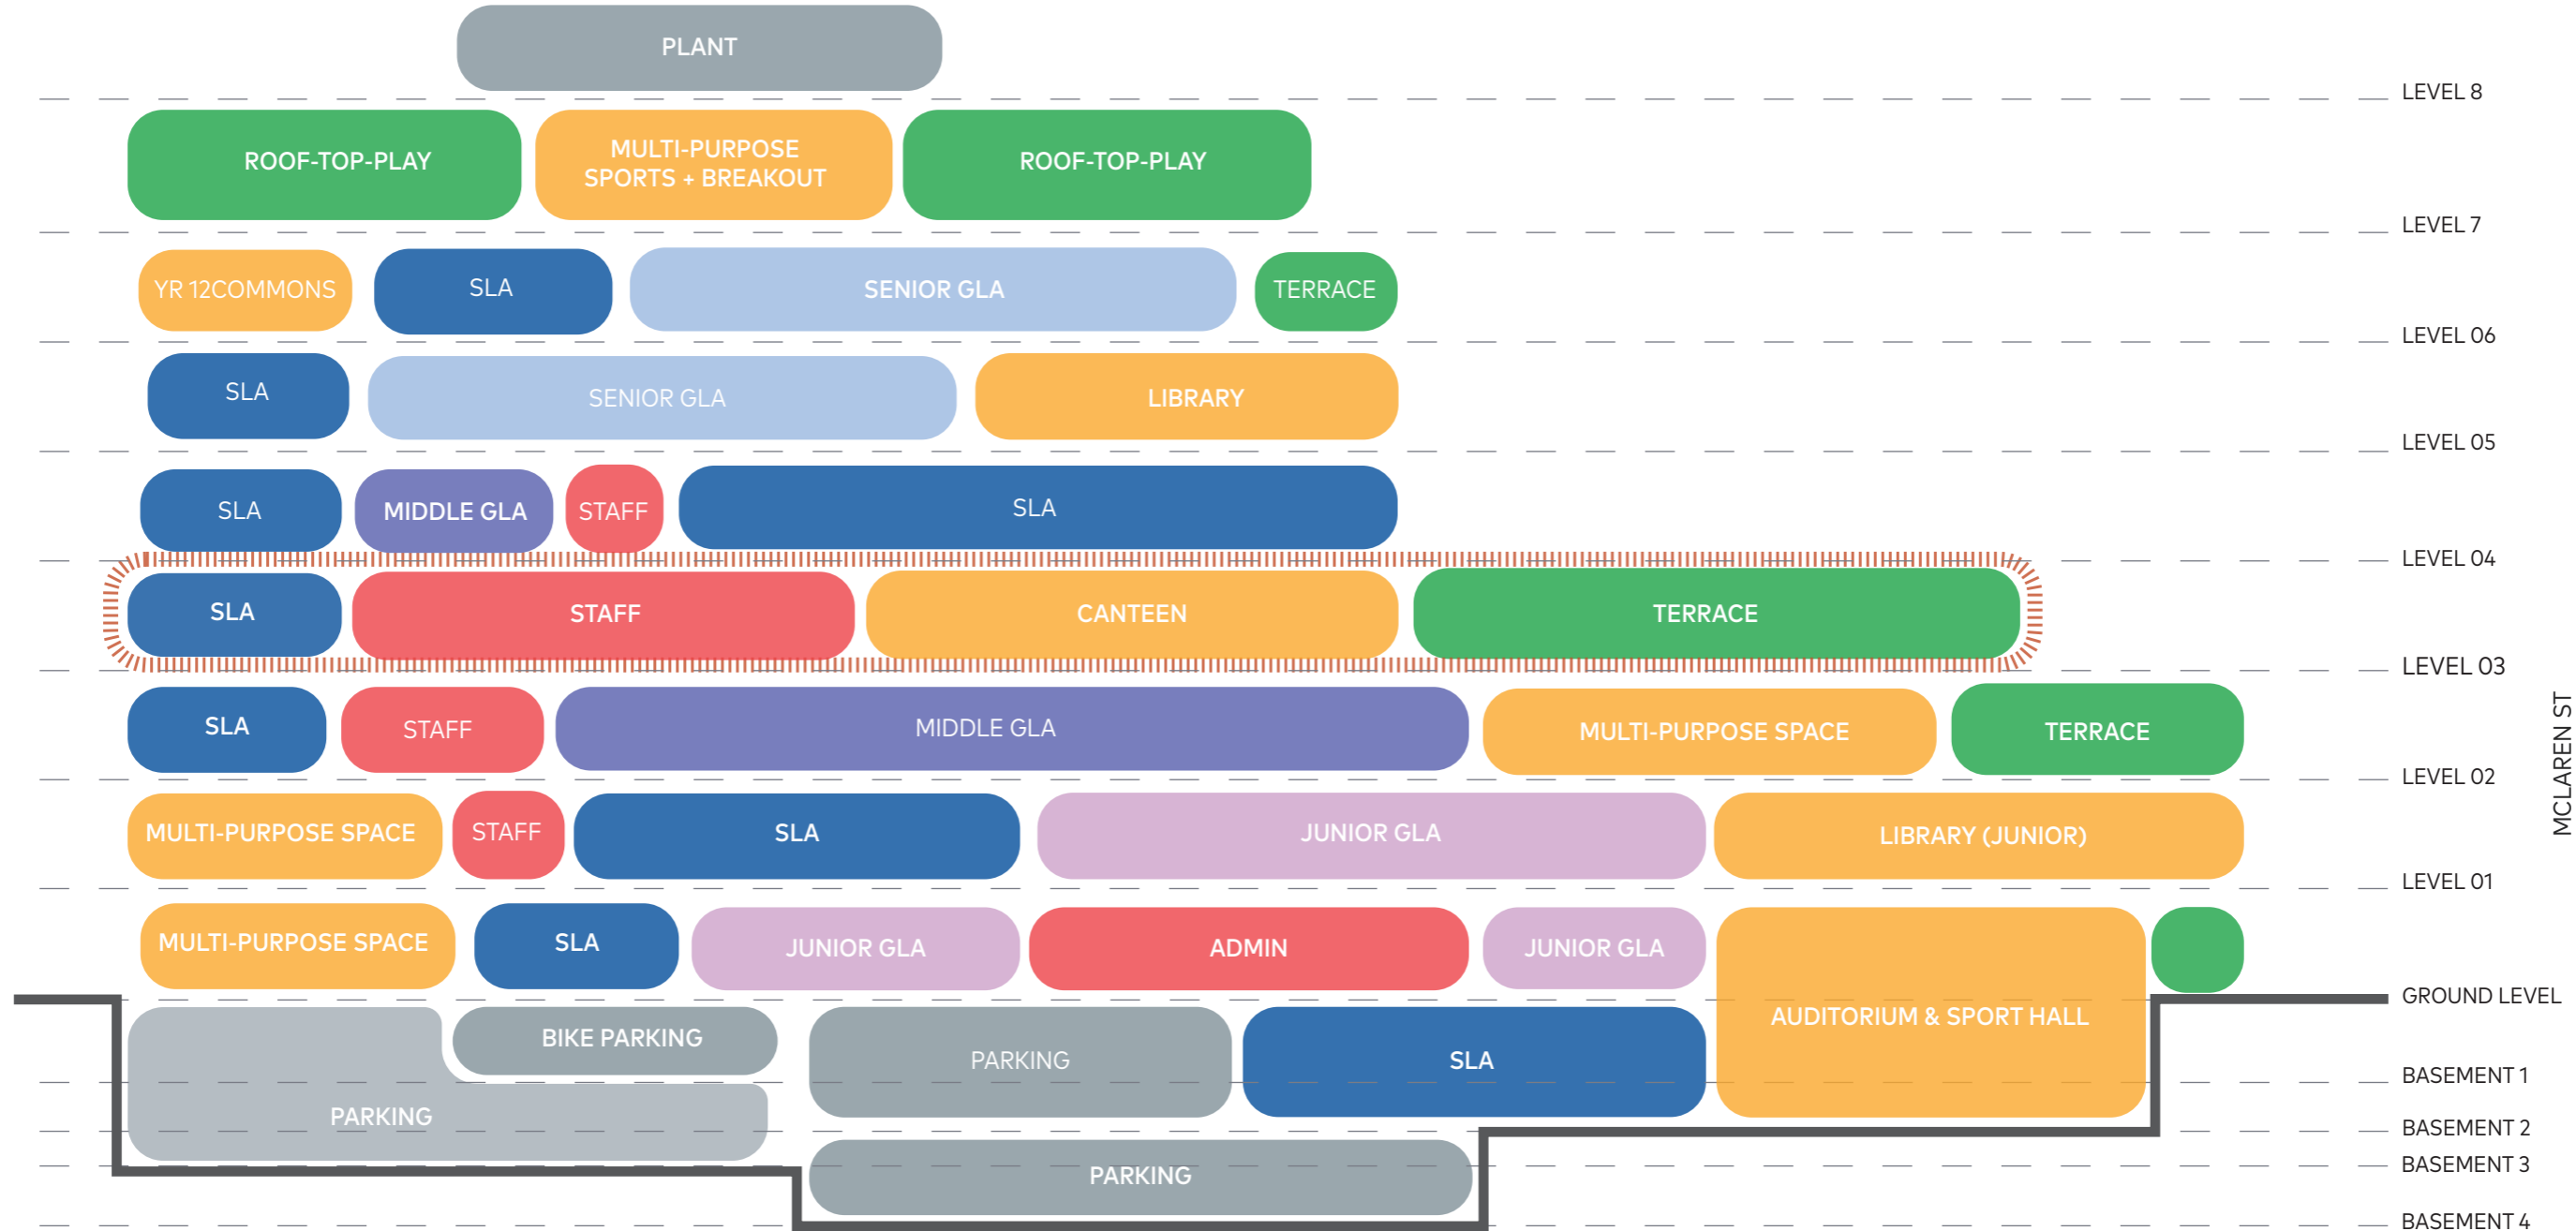 PLANT
LEVEL 8
ROOF-TOP-PLAY
MULTI-PURPOSE
SPORTS + BREAKOUT
ROOF-TOP-PLAY
LEVEL 7
YR 12COMMONS
SLA
SENIOR GLA
TERRACE
LEVEL 06
SLA
SENIOR GLA
LIBRARY
LEVEL 05
SLA
MIDDLE GLA
STAFF
SLA
LEVEL 04
SLA
STAFF
CANTEEN
TERRACE
LEVEL 03
SLA
STAFF
MIDDLE GLA
MULTI-PURPOSE SPACE
TERRACE
LEVEL 02
MCLAREN ST
MULTI-PURPOSE SPACE
STAFF
SLA
JUNIOR GLA
LIBRARY (JUNIOR)
LEVEL 01
MULTI-PURPOSE SPACE
SLA
JUNIOR GLA
ADMIN
JUNIOR GLA
GROUND LEVEL
AUDITORIUM & SPORT HALL
BIKE PARKING
PARKING
SLA
BASEMENT 1
PARKING
BASEMENT 2
BASEMENT 3
PARKING
BASEMENT 4